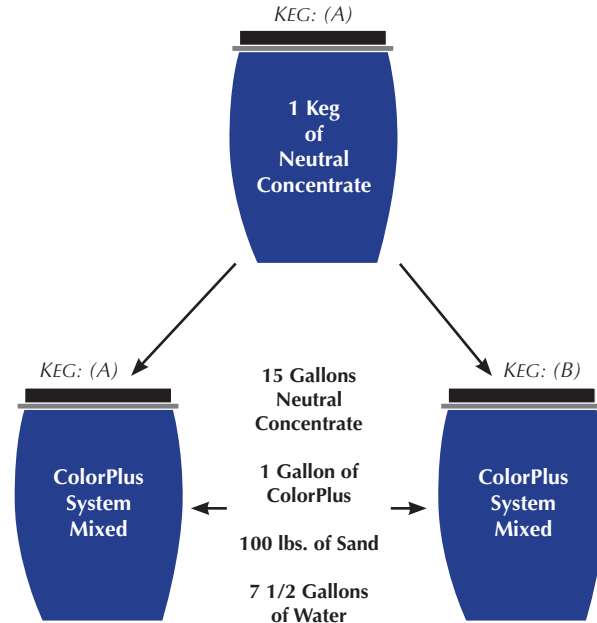 KEG: (A)
1 Keg
of
Neutral
Concentrate
KEG: (A)
KEG: (B)
15 Gallons
Neutral
Concentrate
ColorPlus
System
Mixed
1 Gallon of
ColorPlus
100 lbs. of Sand
7 1/2 Gallons
of Water
ColorPlus
System
Mixed